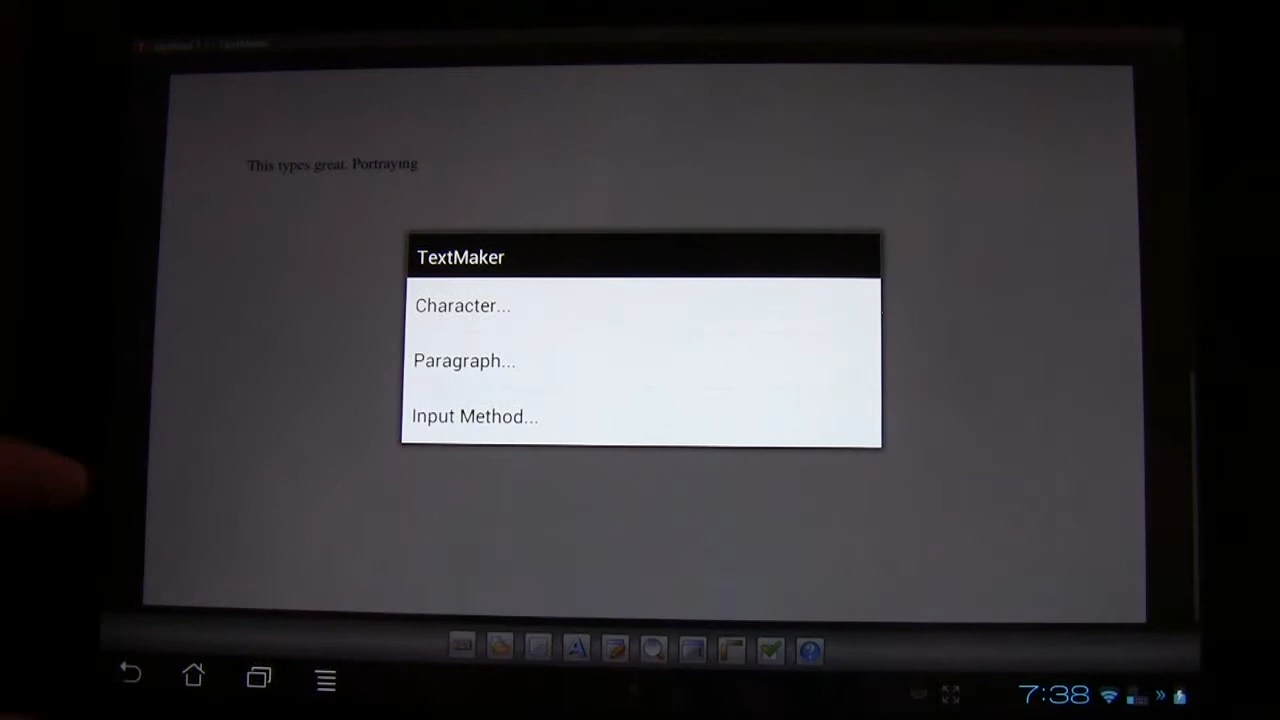 This types great. Portraying
TextMaker
Character...
Paragraph...
Input Method...
7:38